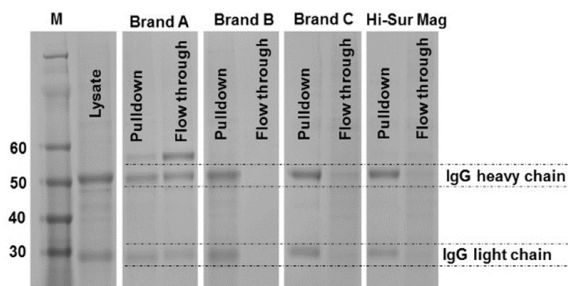 M
Brand A
Brand B
Brand C
Hi-Sur Mag
Lysate
Pulldown
Flow through
Pulldown
Flow through
Pulldown
Flow through
Pulldown
Flow through
60
50
40
30
IgG heavy chain
IgG light chain